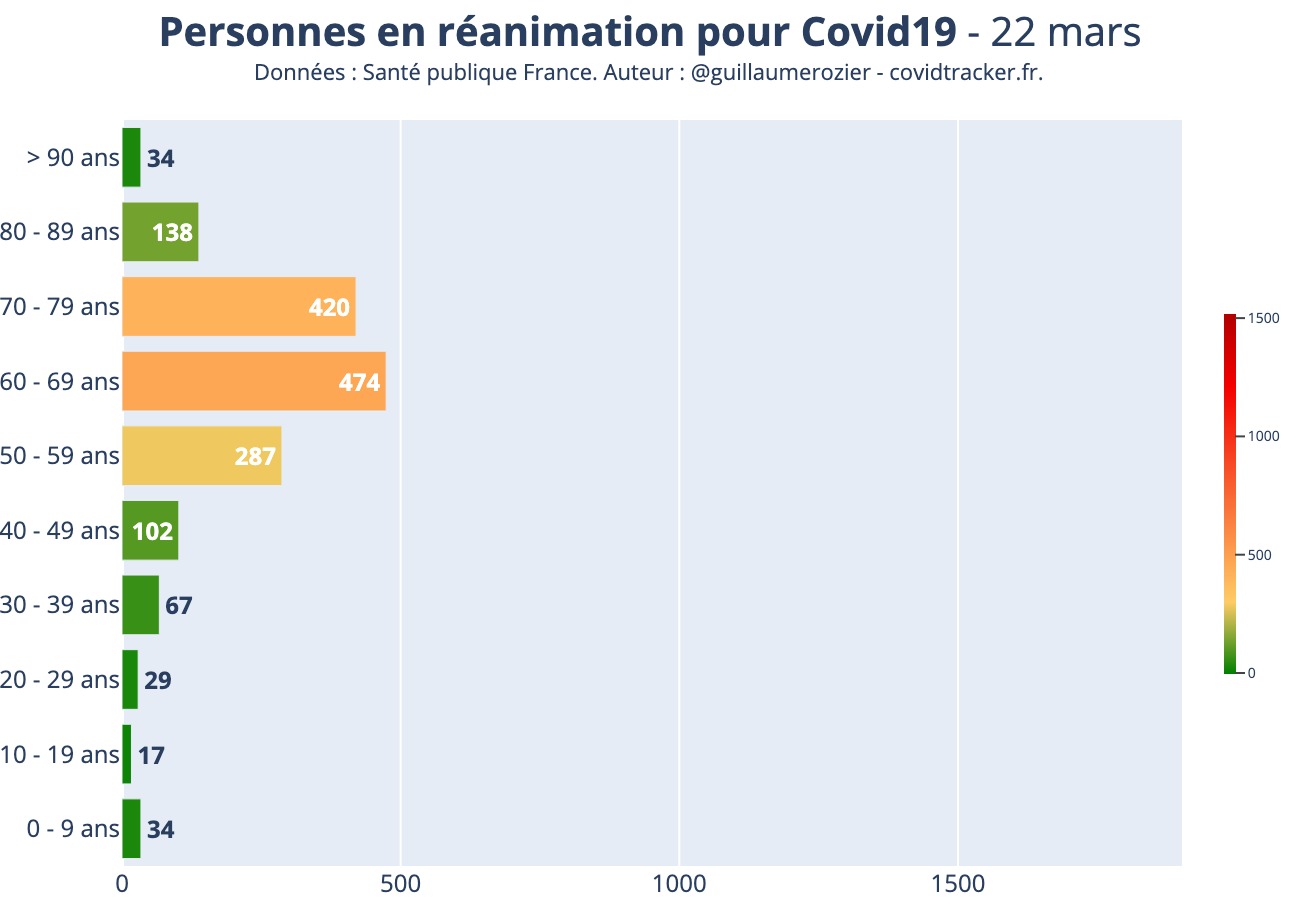 Personnes en réanimation pour Covid19 - 22 mars
Données : Santé publique France. Auteur : @guillaumerozier - covidtracker.fr.
> 90 ans 34
80 - 89 ans 138
70 - 79 ans 420
60 - 69 ans 474
50 - 59 ans 287
40 - 49 ans 102
30 - 39 ans 67
20 - 29 ans 29
10 - 19 ans 17
0 - 9 ans 34
0 500 1000 1500
1500
1000
500
0